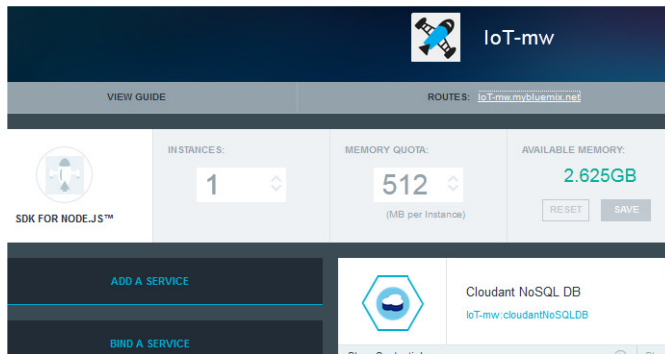 IoT-mw
VIEW GUIDE
ROUTES: IoT-mw.mybluemix.net
INSTANCES:
MEMORY QUOTA:
AVAILABLE MEMORY:
1
512
2.625GB
(MB per Instance)
RESET
SAVE
SDK FOR NODE.JS™
ADD A SERVICE
Cloudant NoSQL DB
IoT-mw:cloudantNoSQLDB
BIND A SERVICE